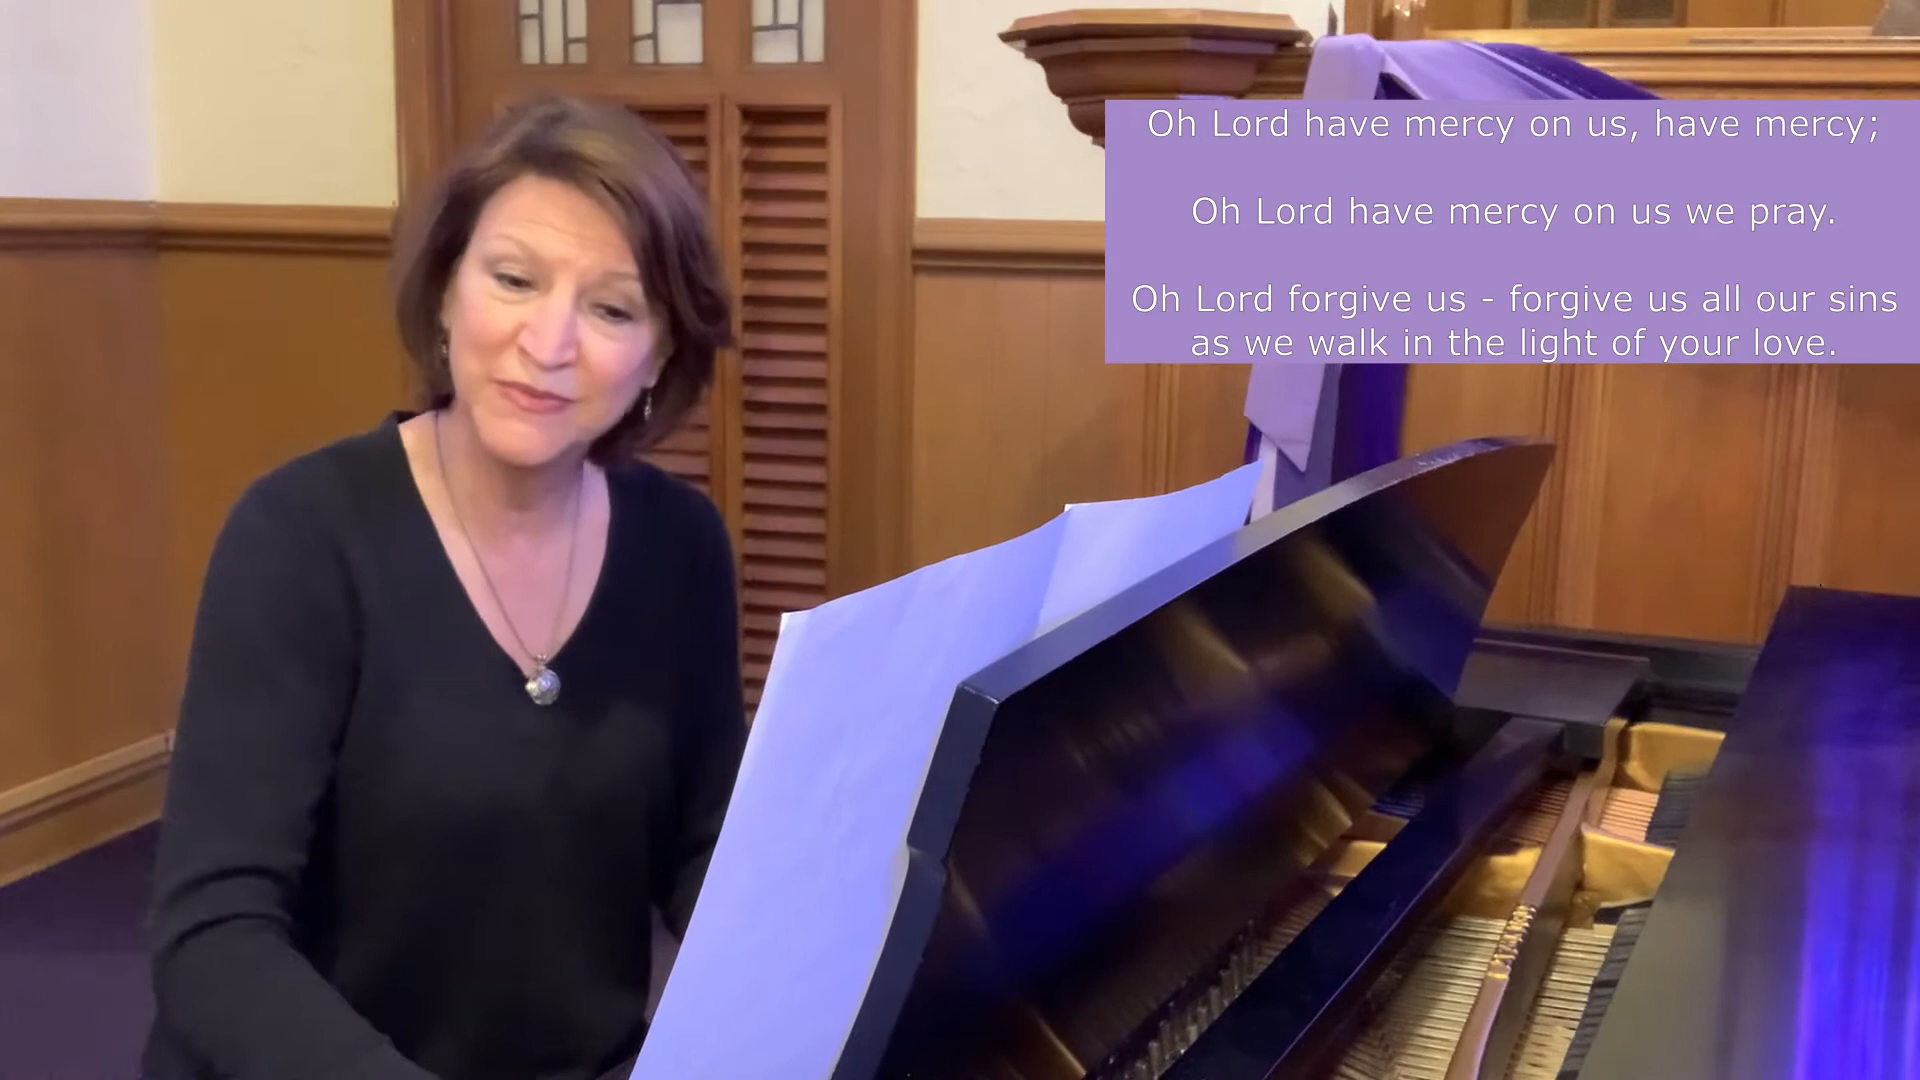 Oh Lord have mercy on us, have mercy;
Oh Lord have mercy on us we pray.
Oh Lord forgive us - forgive us all our sins
as we walk in the light of your love.